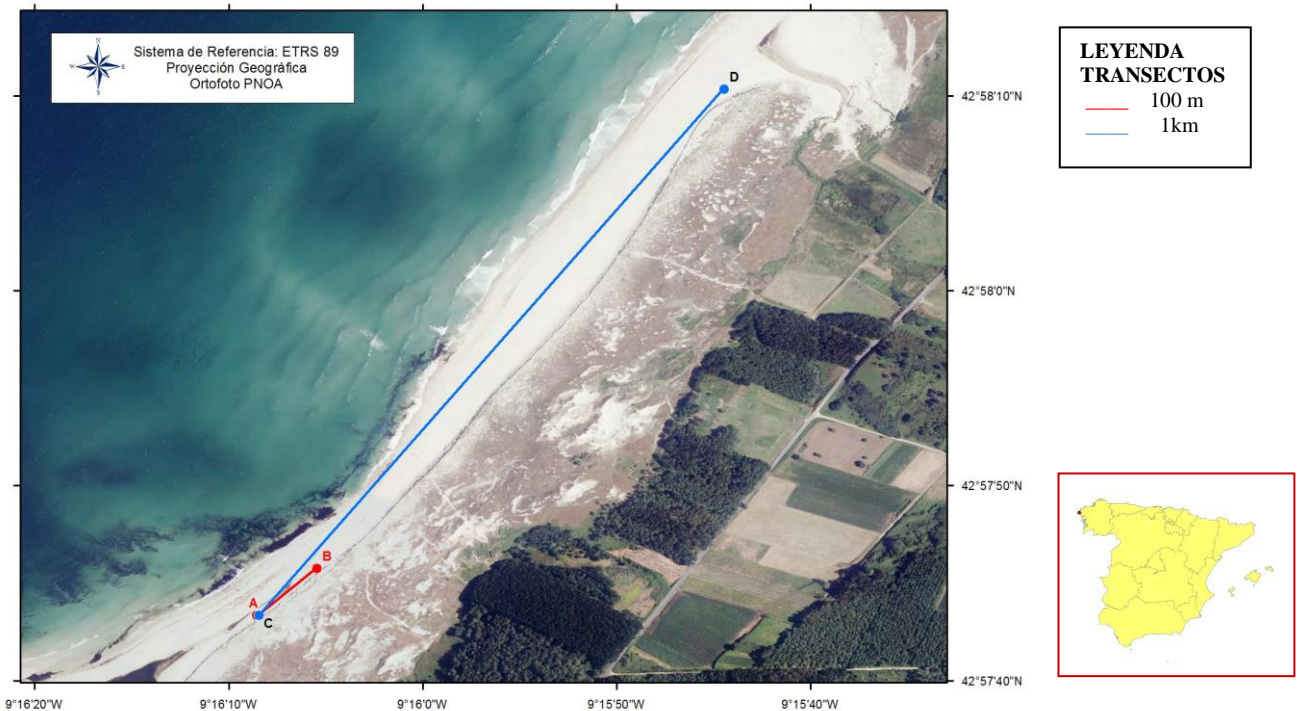 Sistema de Referencia: ETRS 89
Proyección Geográfica
Ortofoto PNOA
N
W
E
S
D
B
A
C
42°58'10"N
42°58'0"N
42°57'50"N
42°57'40"N
9°16'20"W
9°16'10"W
9°16'0"W
9°15'50"W
9°15'40"W
LEYENDA
TRANSECTOS
100 m
1km